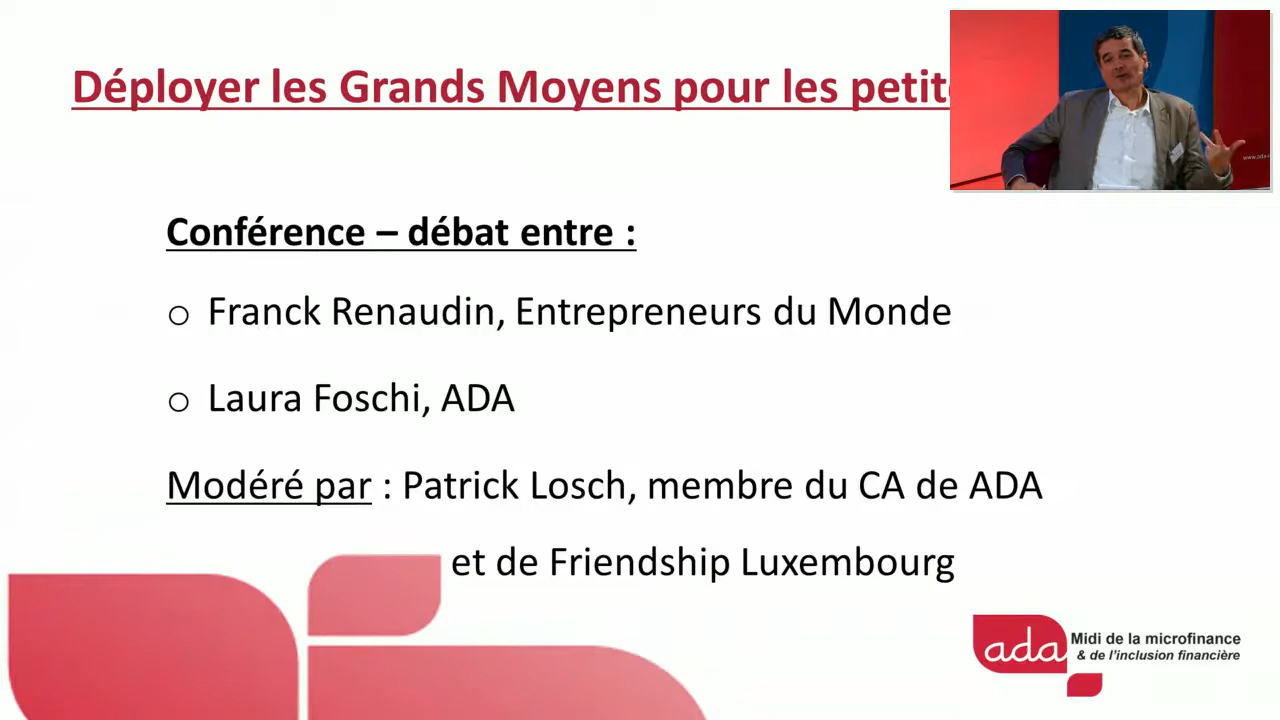 Déployer les Grands Moyens pour les
Conférence – débat entre :
o Franck Renaudin, Entrepreneurs du Monde
o Laura Foschi, ADA
Modéré par : Patrick Losch, membre du CA de ADA
et de Friendship Luxembourg
ada Midi de la microfinance
& de l'inclusion financière